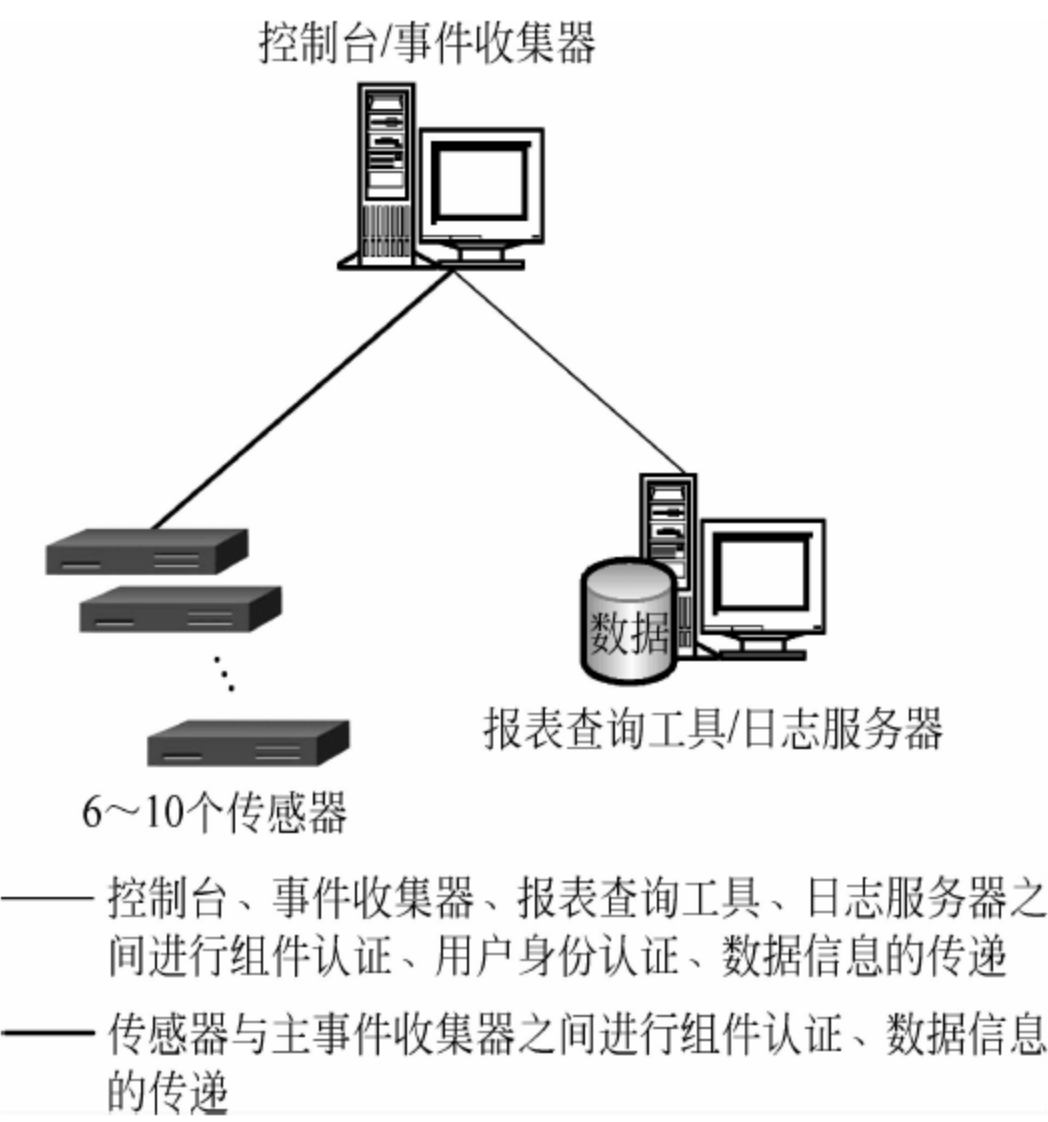 控制台/事件收集器
数据
报表查询工具/日志服务器
6～10个传感器
控制台、事件收集器、报表查询工具、日志服务器之
间进行组件认证、用户身份认证、数据信息的传递
传感器与主事件收集器之间进行组件认证、数据信息
的传递